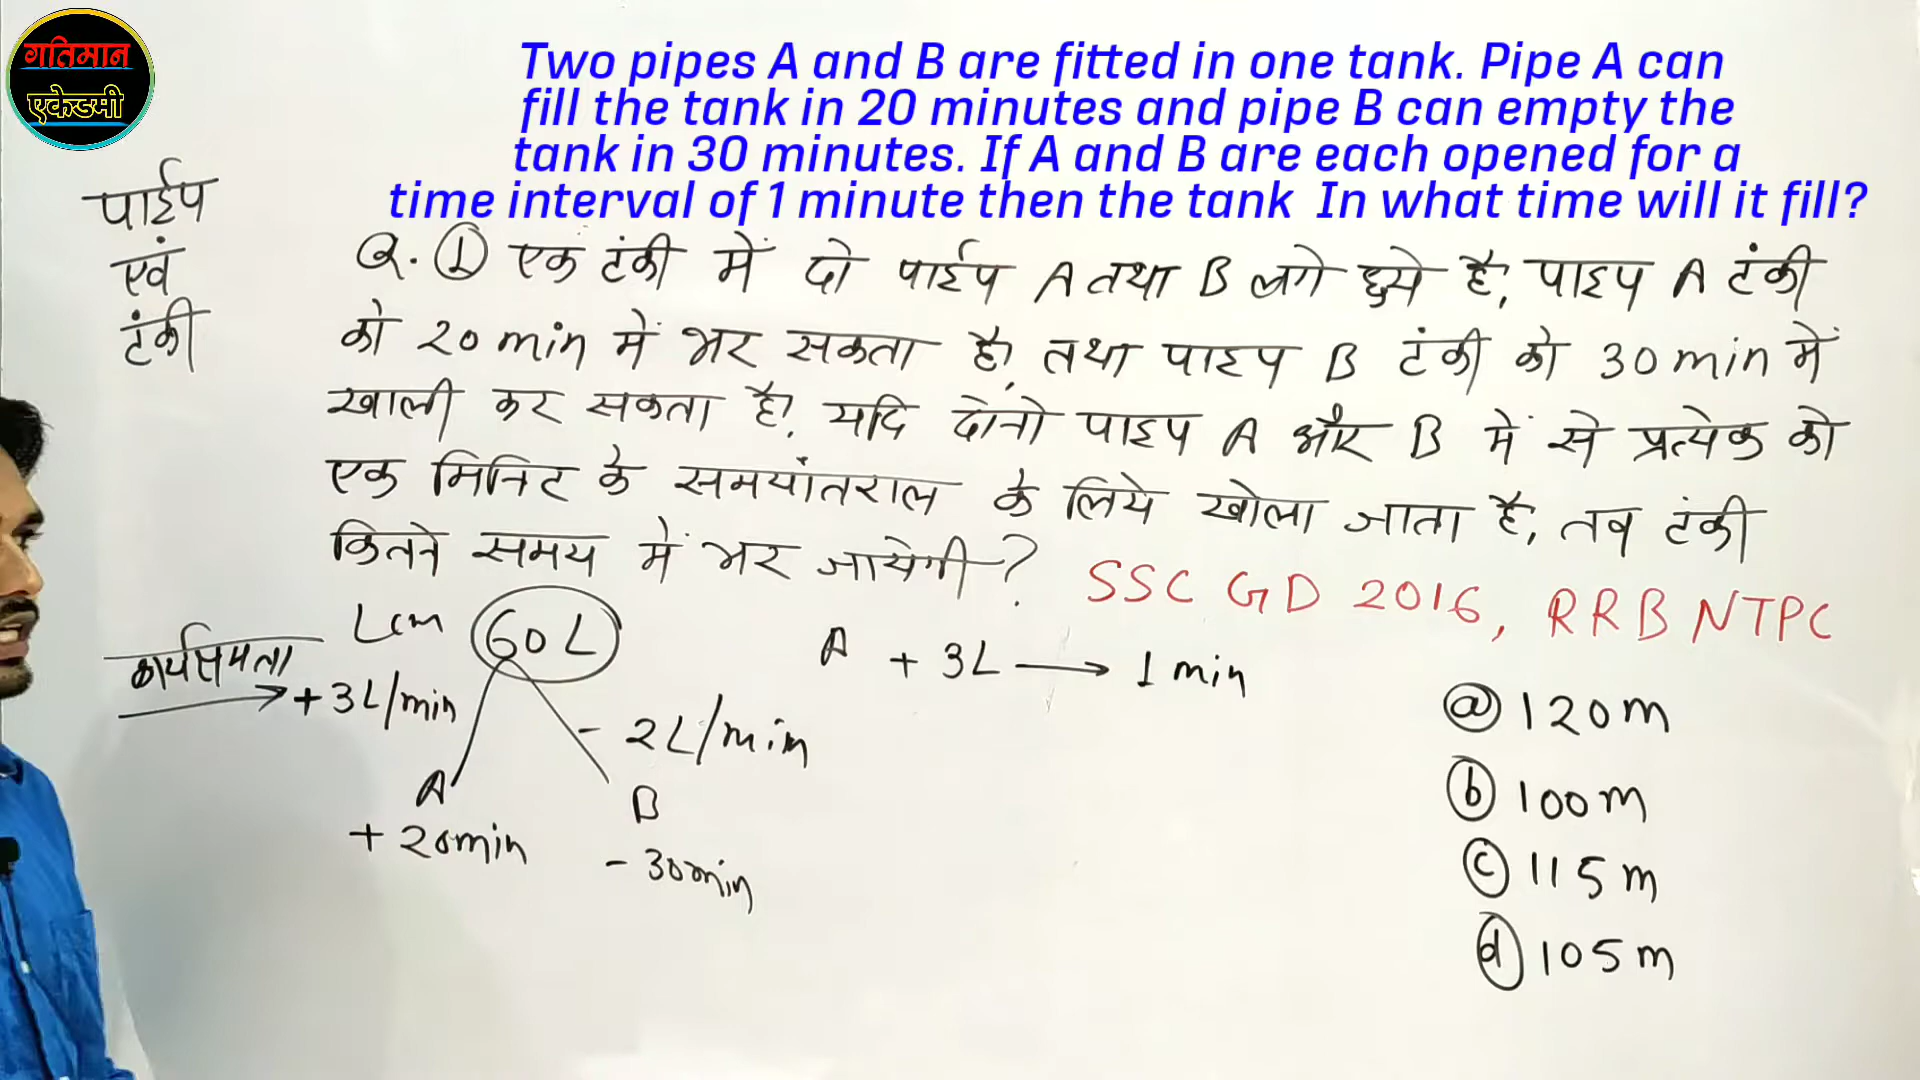 गतिमान
एकेडमी
Two pipes A and B are fitted in one tank. Pipe A can
fill the tank in 20 minutes and pipe B can empty the
tank in 30 minutes. If A and B are each opened for a
time interval of 1 minute then the tank In what time will it fill?
पाईप
एवं
टंकी
Q. ① एक टंकी में दो पाईप A तथा B लगे हुये है, पाइप A टंकी
को 20 min में भर सकता है, तथा पाइप B टंकी को 30 min में
खाली कर सकता है, यदि दोनो पाइप A और B में से प्रत्येक को
एक मिनिट के समयांतराल के लिये खोला जाता है, तब टंकी
कितने समय में भर जायेगी?
SSC GD 2016, RRB NTPC
Lcm 60 L
कार्यक्षमता
+3L/min
- 2L/min
A
B
+ 20min
- 30min
A + 3L → 1 min
ⓐ 120m
ⓑ 100m
ⓒ 115m
ⓓ 105m